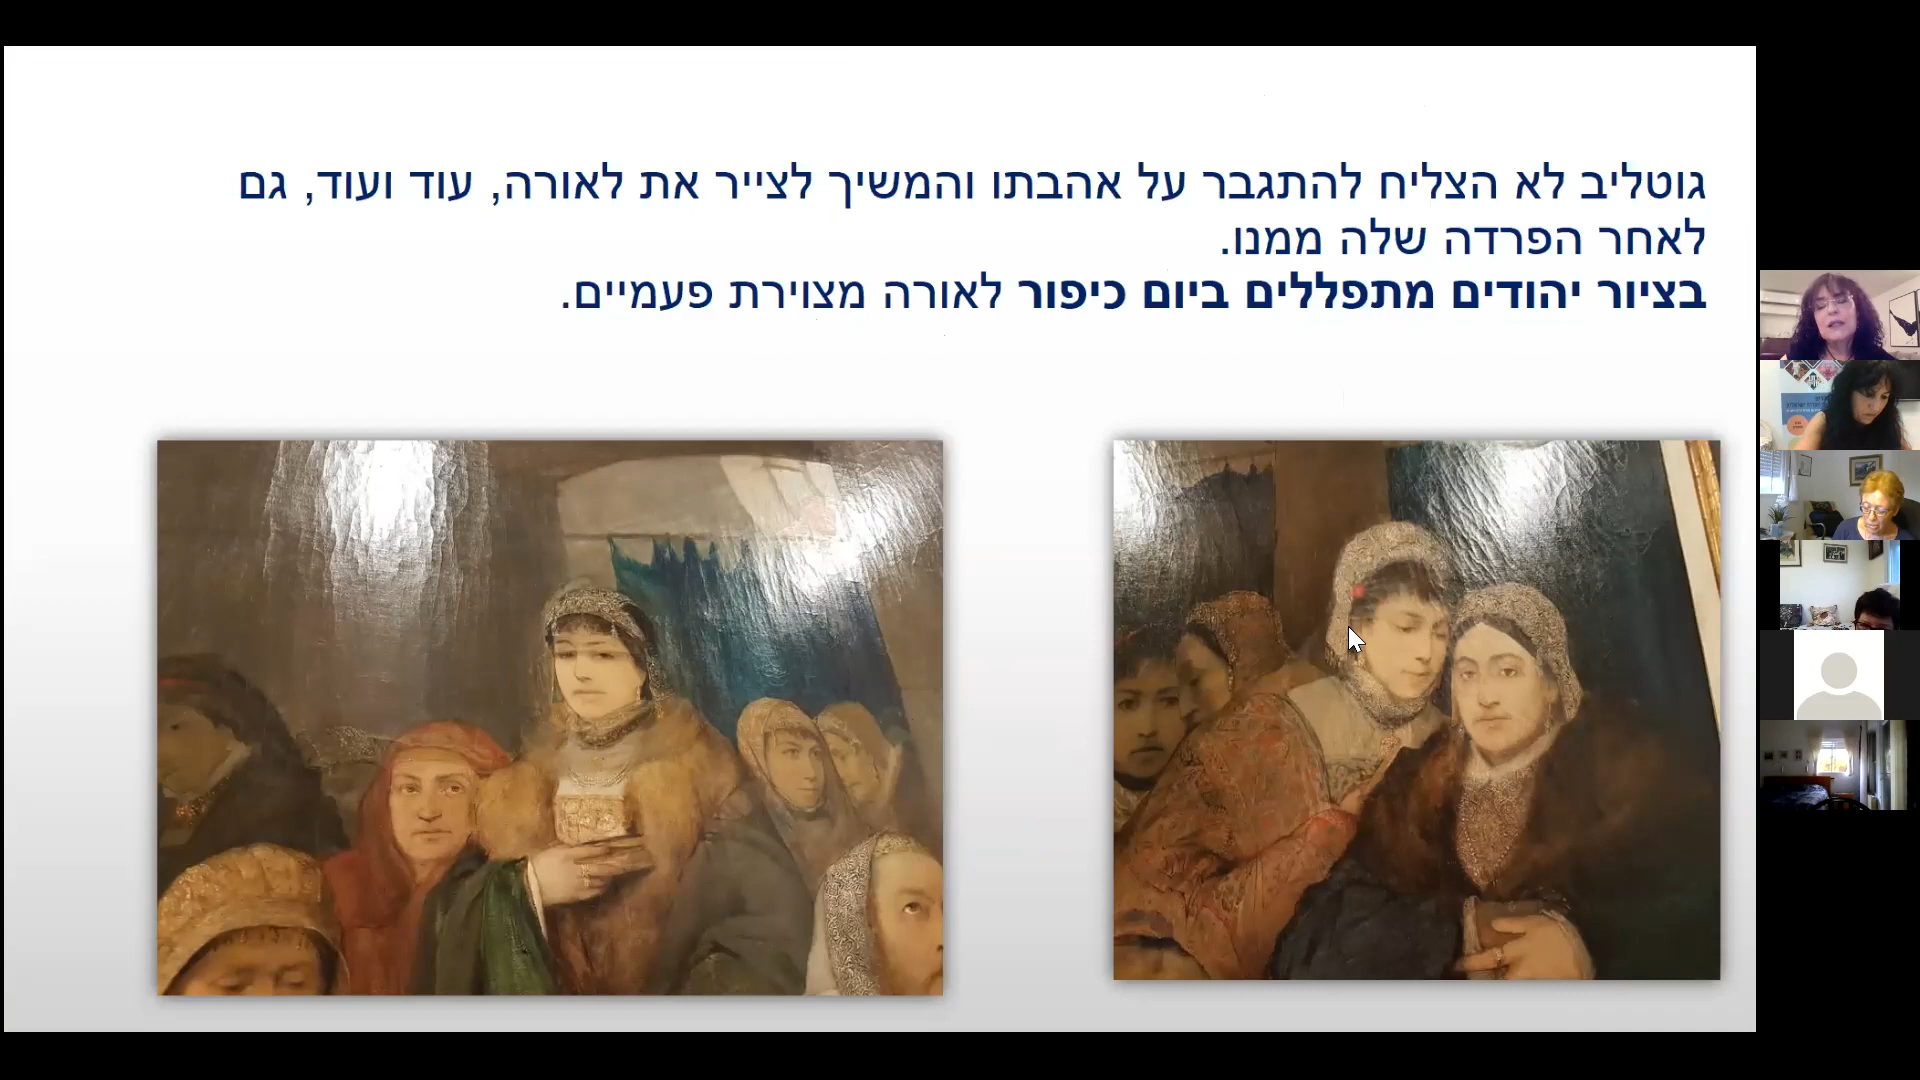 גוטליב לא הצליח להתגבר על אהבתו והמשיך לצייר את לאורה, עוד ועוד, גם
לאחר הפרדה שלה ממנו.
בציור יהודים מתפללים ביום כיפור לאורה מצוירת פעמיים.